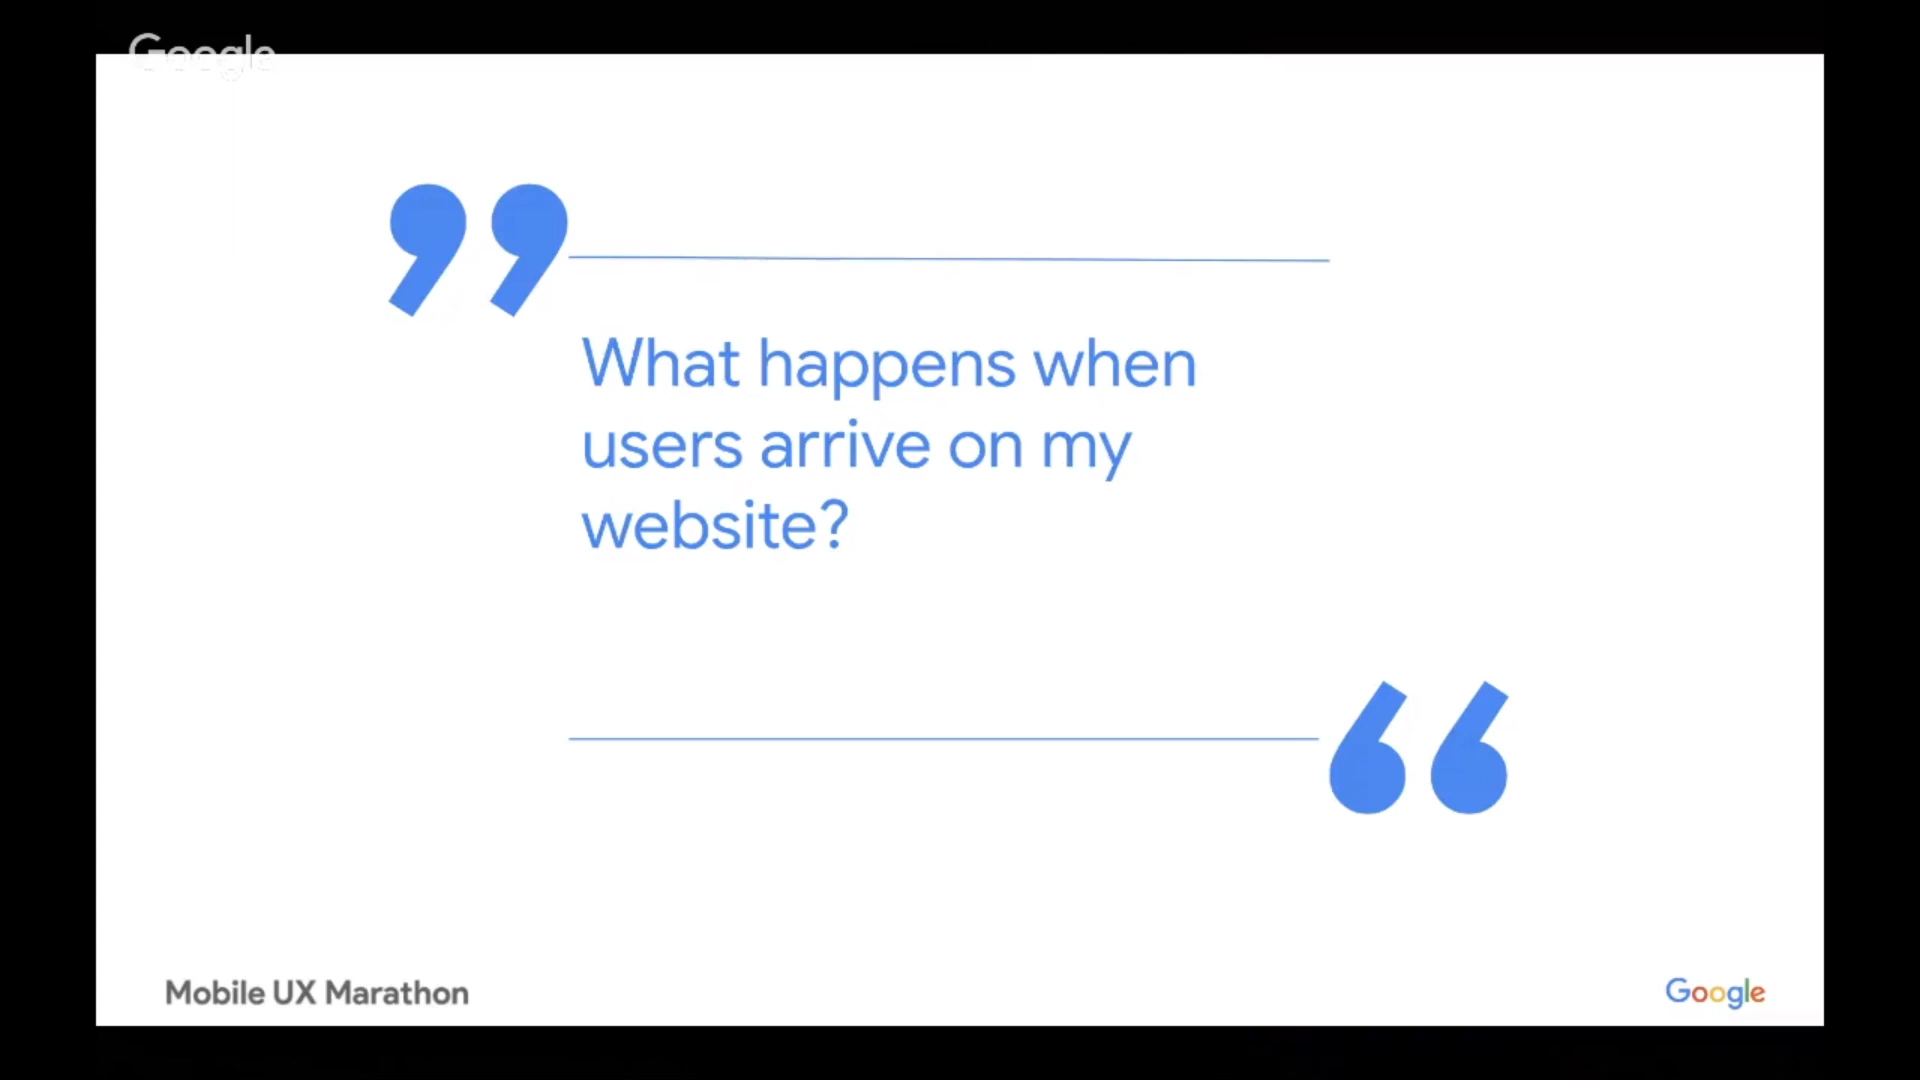 Google
”
What happens when
users arrive on my
website?
“
Mobile UX Marathon
Google